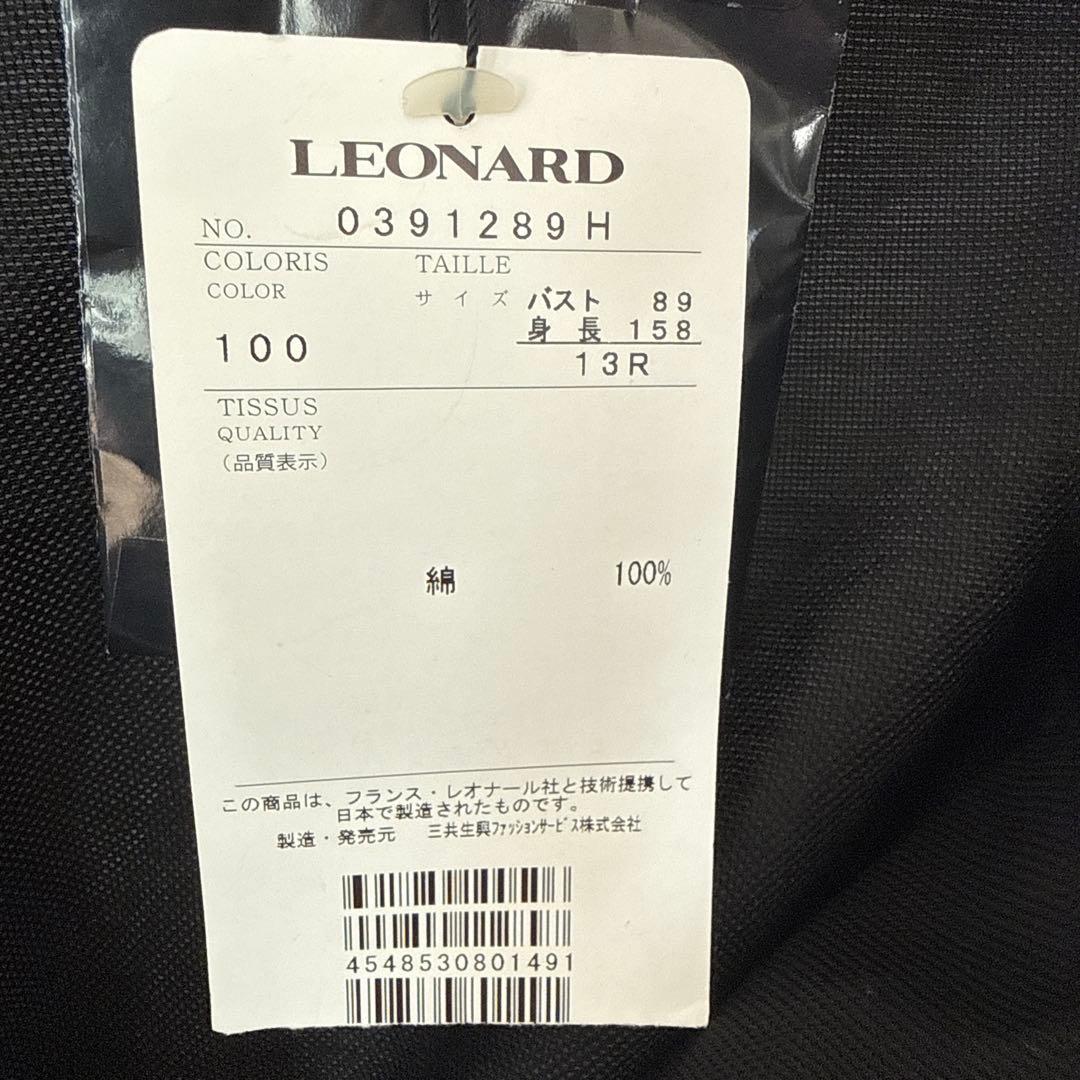 LEONARD
NO. 0391289H
COLORIS TAILLE
COLOR サイズ バスト 89
身長 158
100 13R
TISSUS
QUALITY
(品質表示)
綿 100%
この商品は、フランス・レオナール社と技術提携して
日本で製造されたものです。
製造・発売元 三共生興ファッションサービス株式会社
4548530801491